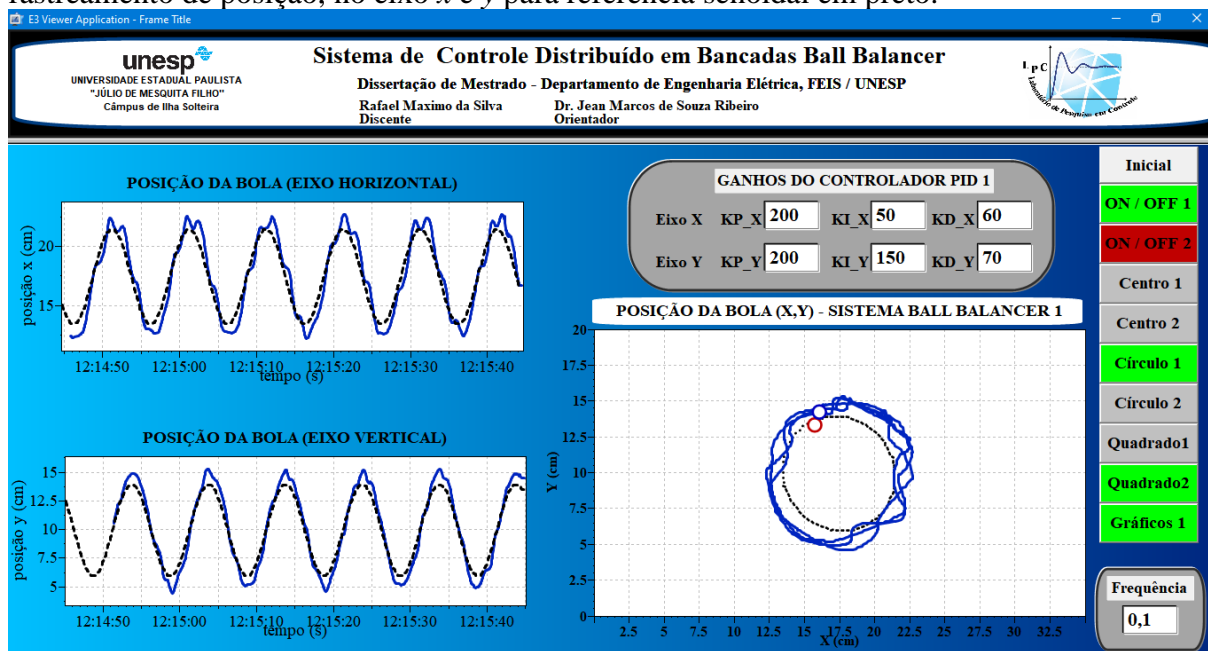 rastreamento de posição, no eixo x e y para referência senoidal em preto.
E3 Viewer Application - Frame Title
unesp
UNIVERSIDADE ESTADUAL PAULISTA
"JÚLIO DE MESQUITA FILHO"
Câmpus de Ilha Solteira
Sistema de Controle Distribuído em Bancadas Ball Balancer
Dissertação de Mestrado - Departamento de Engenharia Elétrica, FEIS / UNESP
Rafael Maximo da Silva Dr. Jean Marcos de Souza Ribeiro
Discente Orientador
L P C
Laboratório de Pesquisa em Controle
POSIÇÃO DA BOLA (EIXO HORIZONTAL)
posição x (cm)
20
15
12:14:50 12:15:00 12:15:10 12:15:20 12:15:30 12:15:40
tempo (s)
POSIÇÃO DA BOLA (EIXO VERTICAL)
posição y (cm)
15
12.5
10
7.5
5
12:14:50 12:15:00 12:15:10 12:15:20 12:15:30 12:15:40
tempo (s)
GANHOS DO CONTROLADOR PID 1
Eixo X KP_X 200 KI_X 50 KD_X 60
Eixo Y KP_Y 200 KI_Y 150 KD_Y 70
POSIÇÃO DA BOLA (X,Y) - SISTEMA BALL BALANCER 1
Y (cm)
20
17.5
15
12.5
10
7.5
5
2.5
0
2.5 5 7.5 10 12.5 15 17.5 20 22.5 25 27.5 30 32.5
X (cm)
Inicial
ON / OFF 1
ON / OFF 2
Centro 1
Centro 2
Círculo 1
Círculo 2
Quadrado1
Quadrado2
Gráficos 1
Frequência
0,1